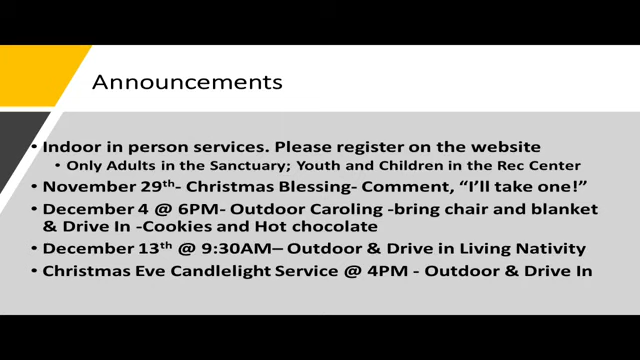 Announcements
• Indoor in person services. Please register on the website
• Only Adults in the Sanctuary; Youth and Children in the Rec Center
• November 29th- Christmas Blessing- Comment, “I’ll take one!”
• December 4 @ 6PM- Outdoor Caroling -bring chair and blanket
& Drive In -Cookies and Hot chocolate
• December 13th @ 9:30AM– Outdoor & Drive in Living Nativity
• Christmas Eve Candlelight Service @ 4PM - Outdoor & Drive In